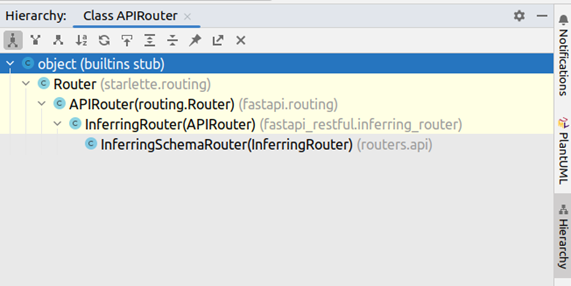 Hierarchy: Class APIRouter
object (builtins stub)
Router (starlette.routing)
APIRouter(routing.Router) (fastapi.routing)
InferringRouter(APIRouter) (fastapi_restful.inferring_router)
InferringSchemaRouter(InferringRouter) (routers.api)
Notifications
PlantUML
Hierarchy